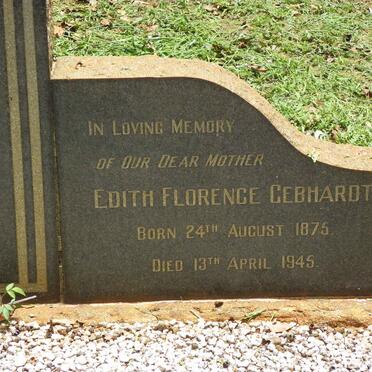 IN LOVING MEMORY
OF OUR DEAR MOTHER
EDITH FLORENCE GEBHARDT
BORN 24TH AUGUST 1875.
DIED 13TH APRIL 1945.